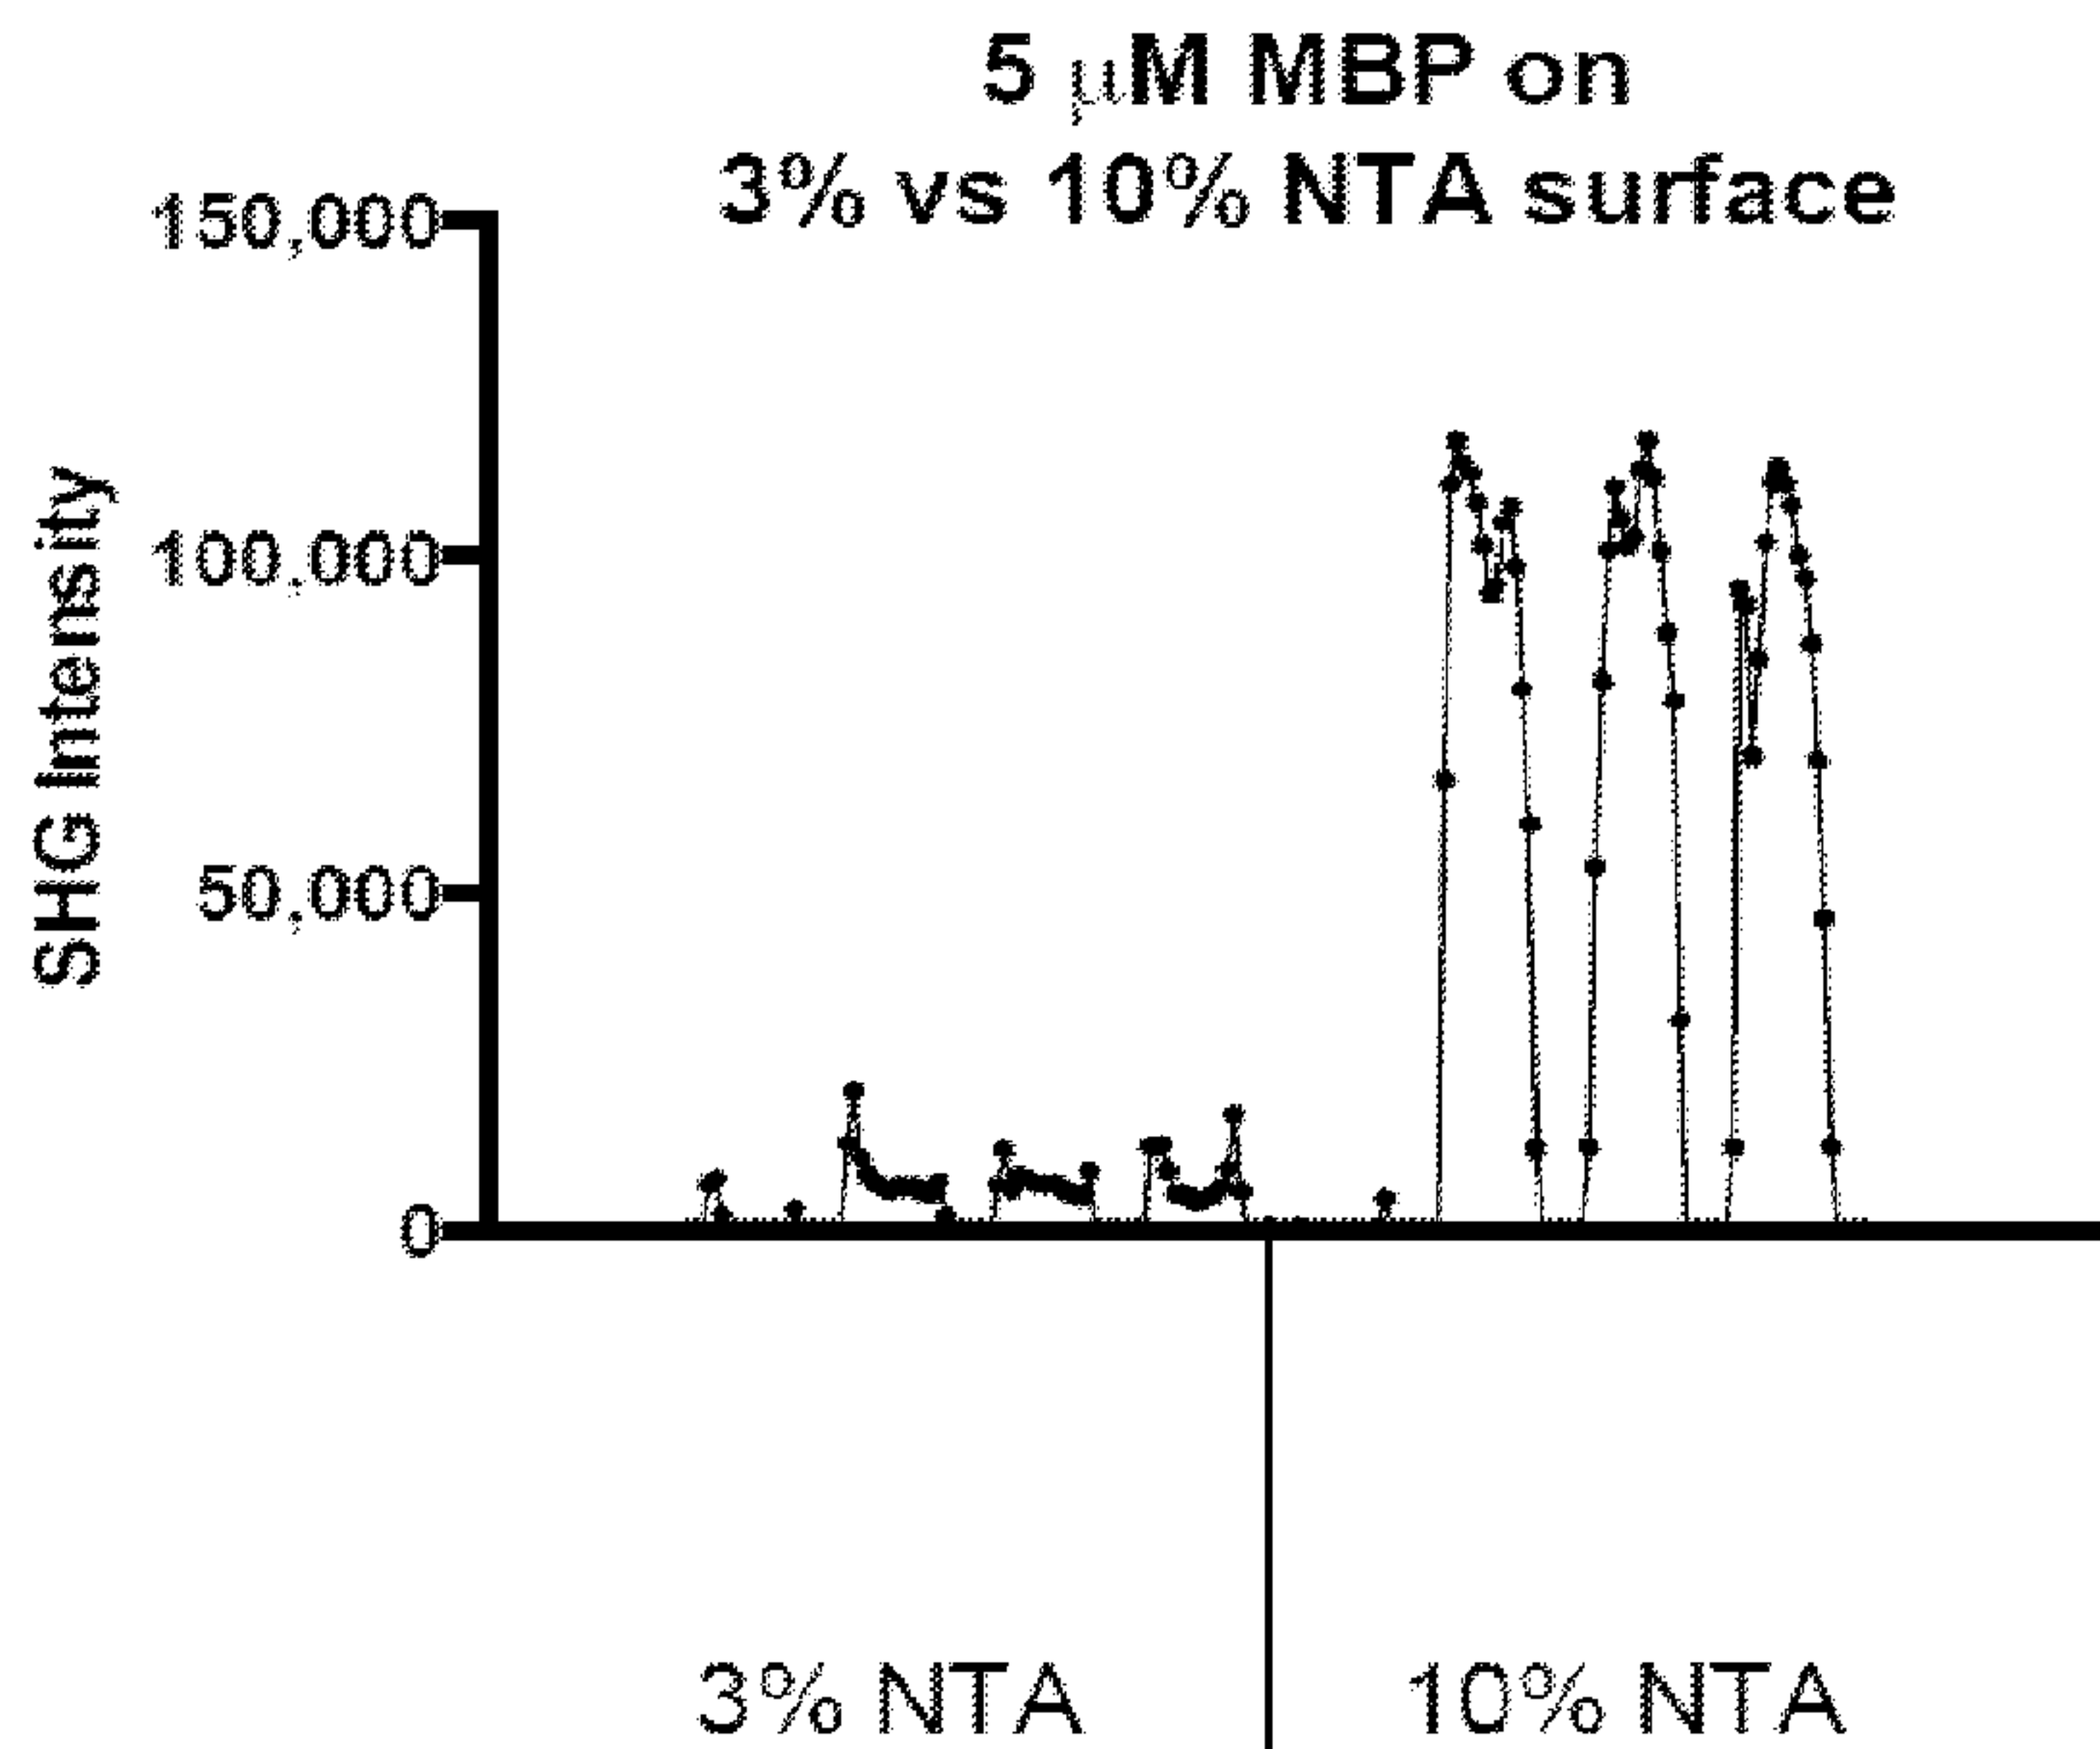 5 µM MBP on
3% vs 10% NTA surface
SHG Intensity
150,000
100,000
50,000
0
3% NTA
10% NTA